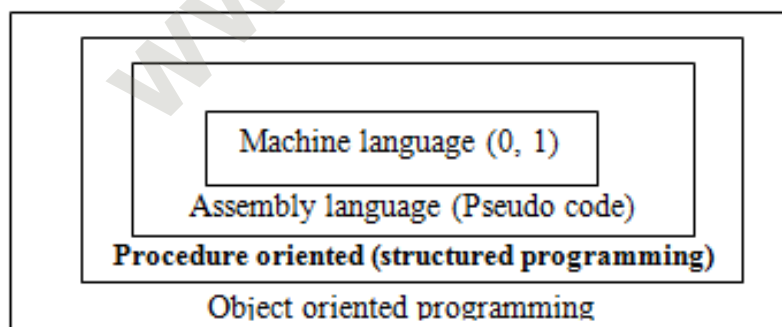 Machine language (0, 1)
Assembly language (Pseudo code)
Procedure oriented (structured programming)
Object oriented programming